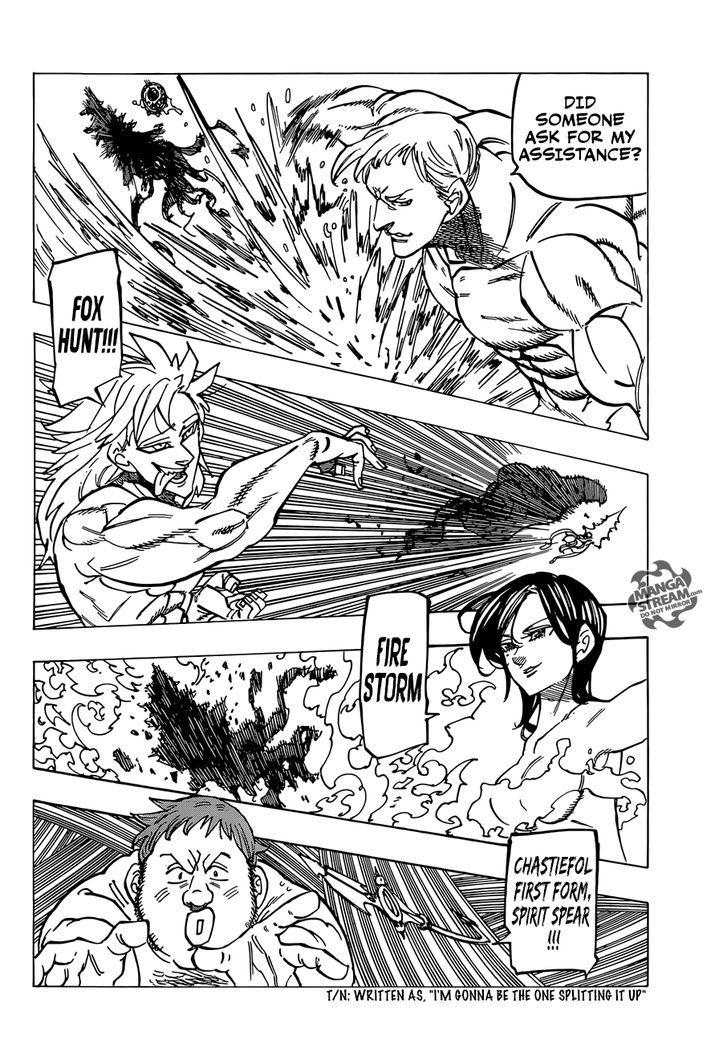 DID
SOMEONE
ASK FOR MY
ASSISTANCE?
FOX
HUNT!!!
MANGA
STREAM.com
DO NOT MIRROR
FIRE
STORM
CHASTIEFOL
FIRST FORM,
SPIRIT SPEAR
!!!
T/N: WRITTEN AS, "I'M GONNA BE THE ONE SPLITTING IT UP"